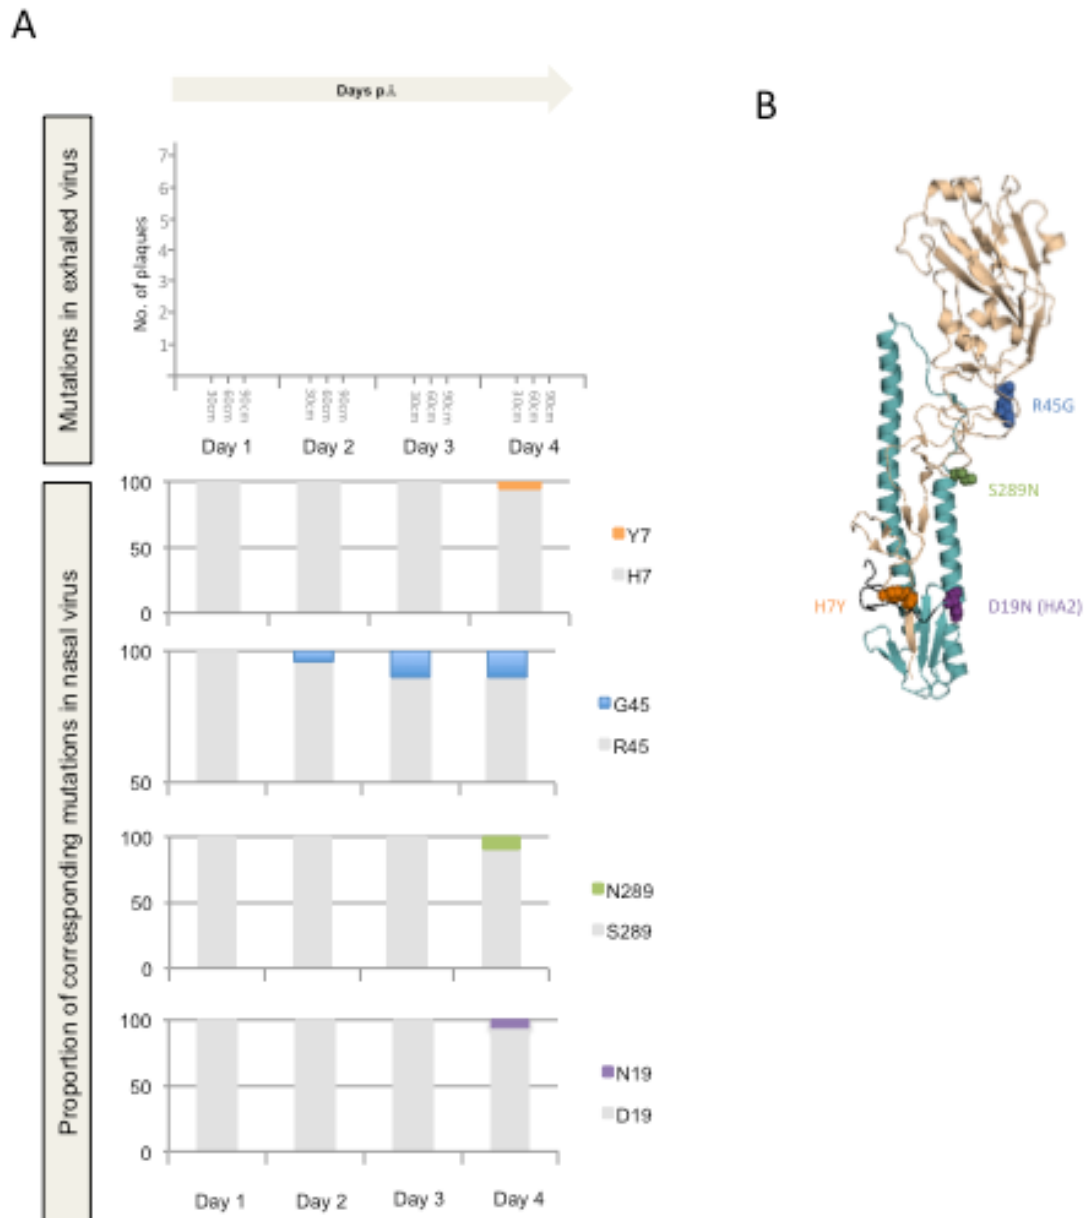 A
Days p.i.
B
Mutations in exhaled virus
No. of plaques
7
6
5
4
3
2
1
30cm 60cm 90cm 30cm 60cm 90cm 30cm 60cm 90cm 30cm 60cm 90cm
Day 1 Day 2 Day 3 Day 4
Proportion of corresponding mutations in nasal virus
100
50
0
Y7
H7
100
50
G45
R45
100
50
0
N289
S289
100
50
0
N19
D19
Day 1 Day 2 Day 3 Day 4
R45G
S289N
H7Y
D19N (HA2)